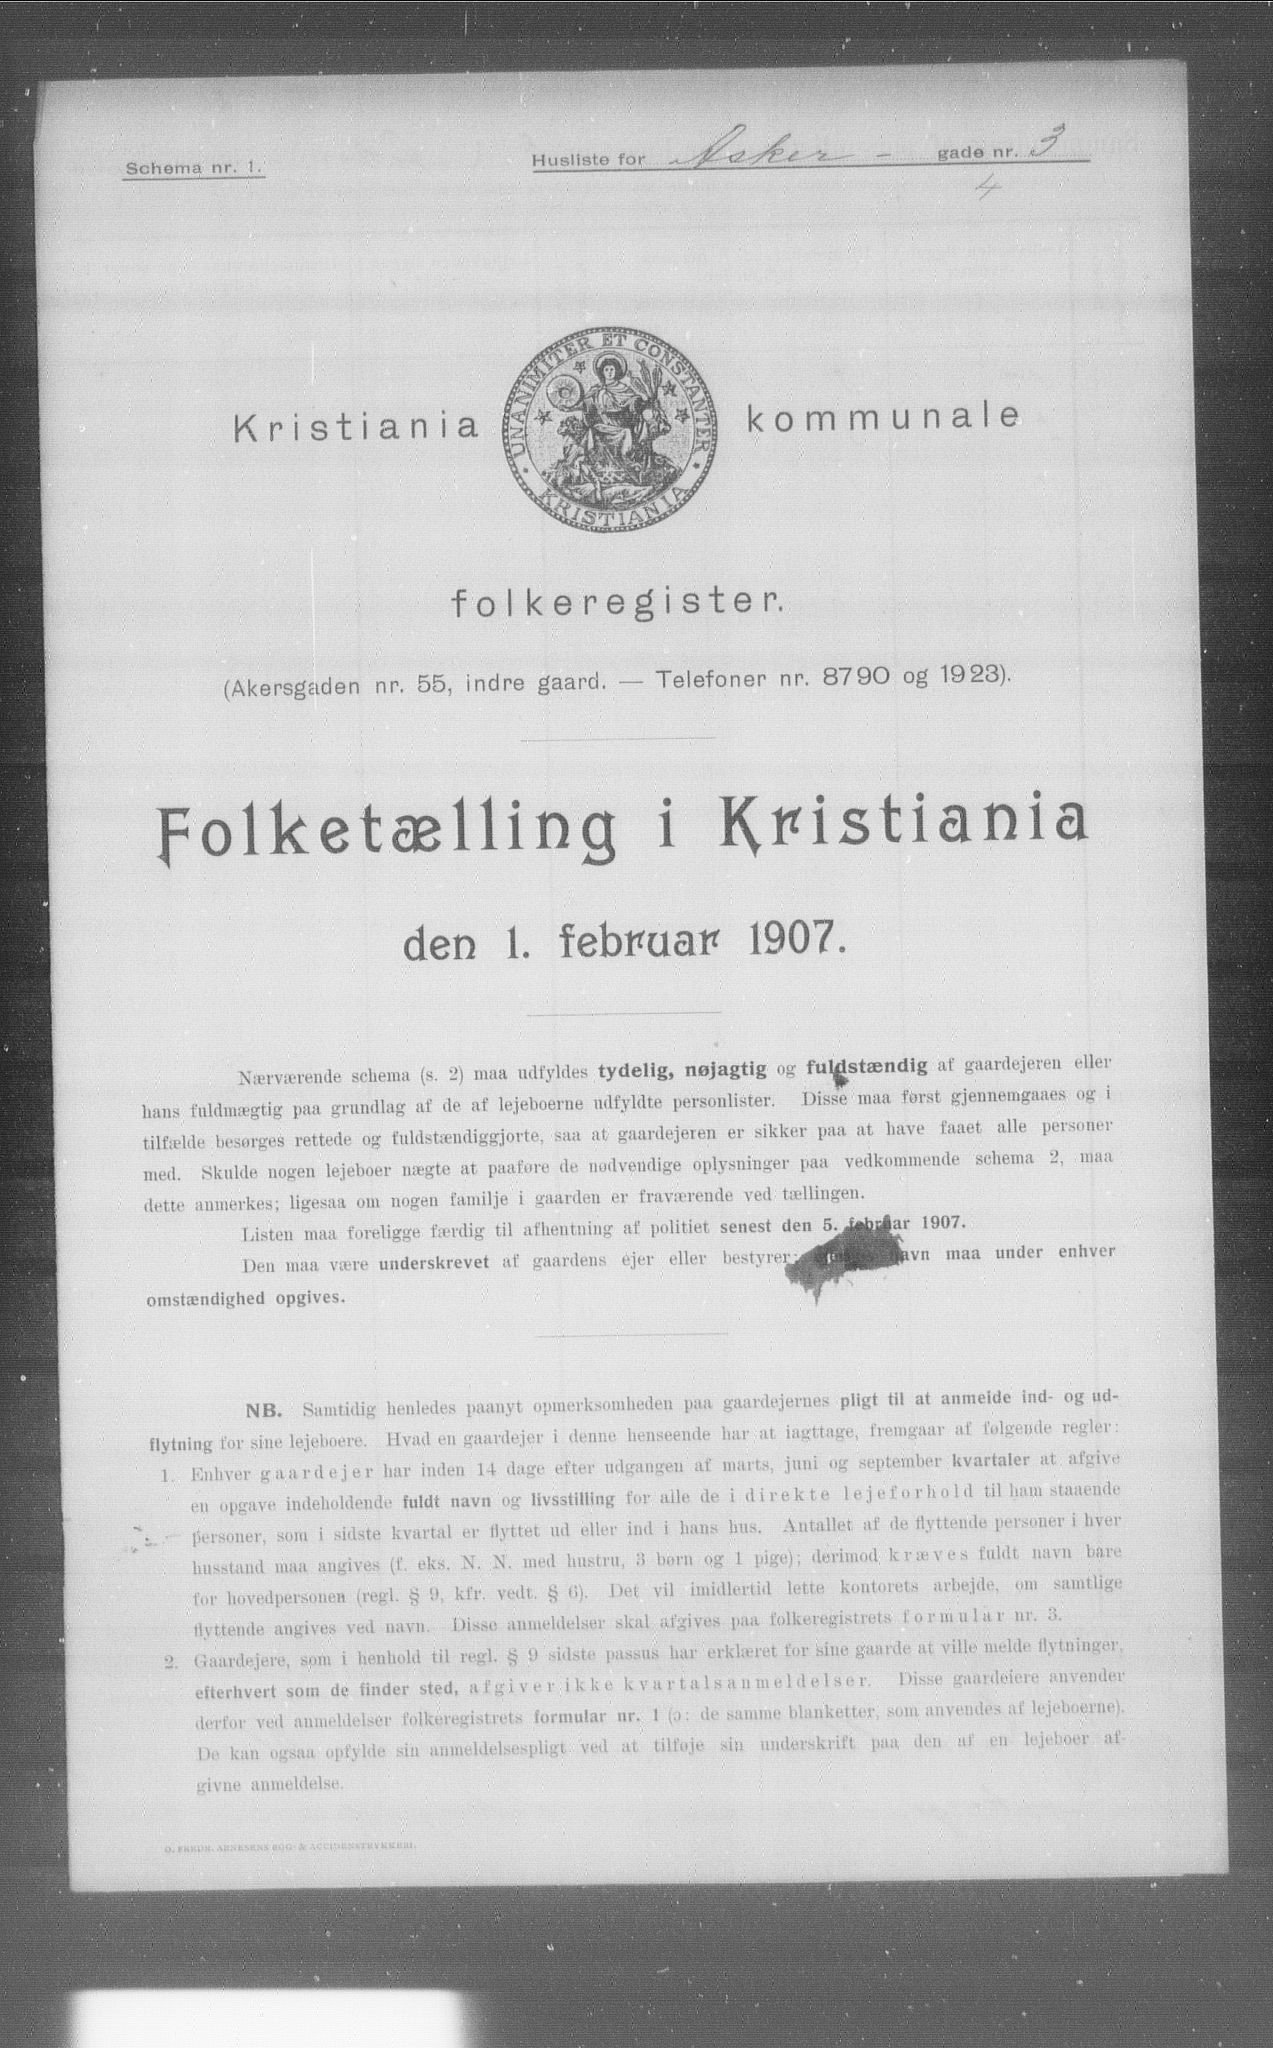 Schema nr. 1.
Husliste for Asker - gade nr. 3
4
UNANIMITER ET CONSTANTER
KRISTIANIA
Kristiania kommunale
folkeregister.
(Akersgaden nr. 55, indre gaard. — Telefoner nr. 8790 og 1923).
Folketælling i Kristiania
den 1. februar 1907.
Nærværende schema (s. 2) maa udfyldes tydelig, nøjagtig og fuldstændig af gaardejeren eller
hans fuldmægtig paa grundlag af de af lejeboerne udfyldte personlister. Disse maa først gjennemgaaes og i
tilfælde besørges rettede og fuldstændiggjorte, saa at gaardejeren er sikker paa at have faaet alle personer
med. Skulde nogen lejeboer nægte at paaføre de nødvendige oplysninger paa vedkommende schema 2, maa
dette anmerkes; ligesaa om nogen familje i gaarden er fraværende ved tællingen.
Listen maa foreligge færdig til afhentning af politiet senest den 5. februar 1907.
Den maa være underskrevet af gaardens ejer eller bestyrer; navn maa under enhver
omstændighed opgives.
NB. Samtidig henledes paanyt opmerksomheden paa gaardejernes pligt til at anmelde ind- og ud-
flytning for sine lejeboere. Hvad en gaardejer i denne henseende har at iagttage, fremgaar af følgende regler:
1. Enhver gaardejer har inden 14 dage efter udgangen af marts, juni og september kvartaler at afgive
en opgave indeholdende fuldt navn og livsstilling for alle de i direkte lejeforhold til ham staaende
personer, som i sidste kvartal er flyttet ud eller ind i hans hus. Antallet af de flyttende personer i hver
husstand maa angives (f. eks. N. N. med hustru, 3 børn og 1 pige); derimod kræves fuldt navn bare
for hovedpersonen (regl. § 9, kfr. vedt. § 6). Det vil imidlertid lette kontorets arbejde, om samtlige
flyttende angives ved navn. Disse anmeldelser skal afgives paa folkeregistrets formular nr. 3.
2. Gaardejere, som i henhold til regl. § 9 sidste passus har erklæret for sine gaarde at ville melde flytninger,
efterhvert som de finder sted, afgiver ikke kvartalsanmeldelser. Disse gaardeiere anvender
derfor ved anmeldelser folkeregistrets formular nr. 1 (ɔ: de samme blanketter, som anvendes af lejeboerne).
De kan ogsaa opfylde sin anmeldelsespligt ved at tilføje sin underskrift paa den af en lejeboer af-
givne anmeldelse.
O. FREDR. ARNESENS BOG- & ACCIDENSTRYKKERI.